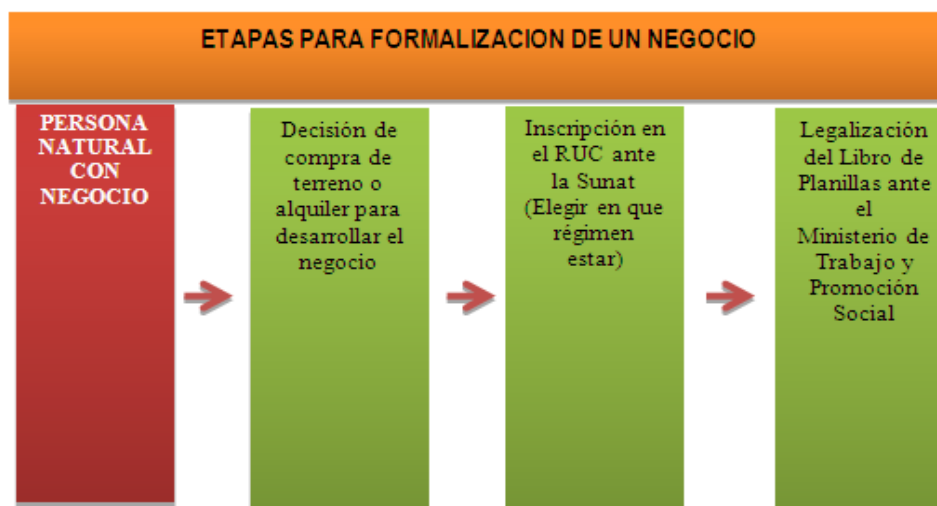 ETAPAS PARA FORMALIZACION DE UN NEGOCIO
PERSONA
NATURAL
CON
NEGOCIO
Decisión de
compra de
terreno o
alquiler para
desarrollar el
negocio
Inscripción en
el RUC ante
la Sunat
(Elegir en que
régimen
estar)
Legalización
del Libro de
Planillas ante
el
Ministerio de
Trabajo y
Promoción
Social